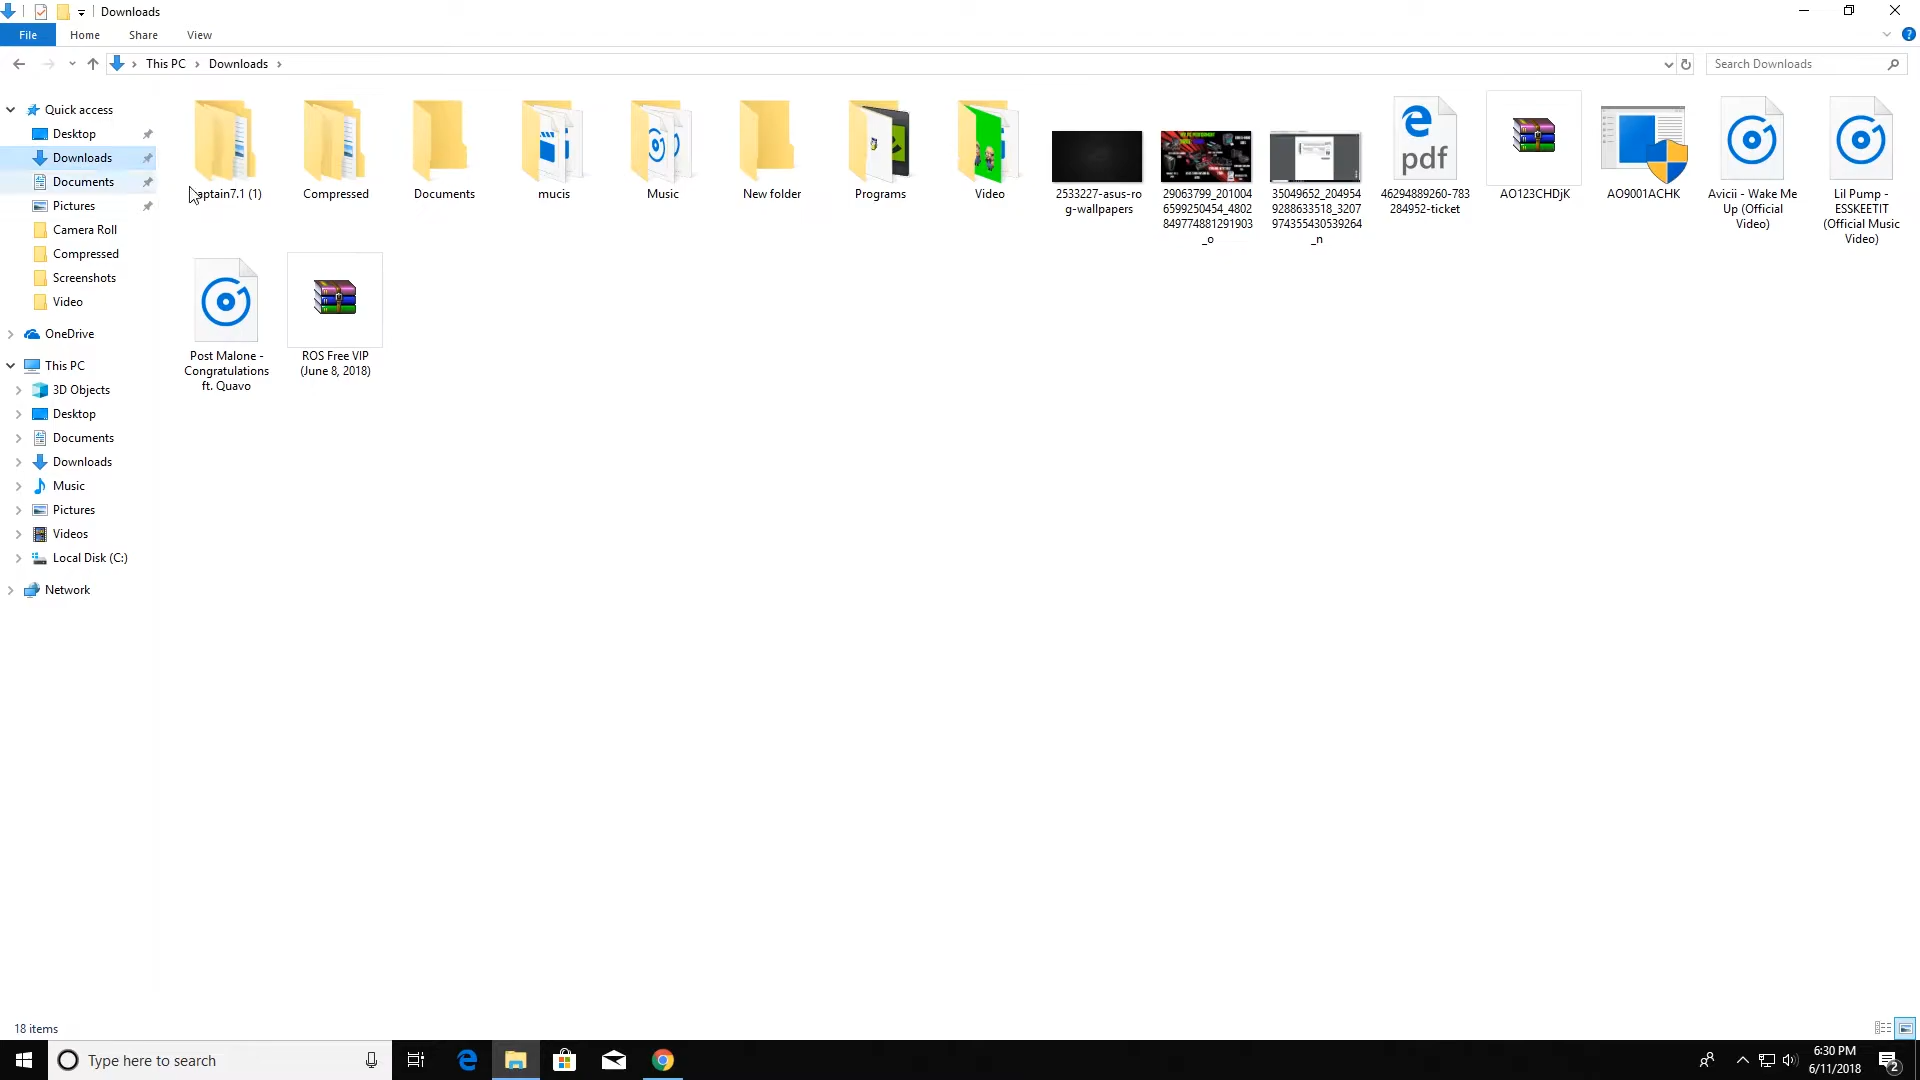 Downloads
File
Home
Share
View
This PC
Downloads
Search Downloads
Quick access
Desktop
Downloads
Documents
Pictures
Camera Roll
Compressed
Screenshots
Video
OneDrive
This PC
3D Objects
Desktop
Documents
Downloads
Music
Pictures
Videos
Local Disk (C:)
Network
aptain7.1 (1)
Compressed
Documents
mucis
Music
New folder
Programs
Video
2533227-asus-ro
g-wallpapers
29063799_201004
6599250454_4802
849774881291903
_o
35049652_204954
9288633518_3207
974355430539264
_n
pdf
46294889260-783
284952-ticket
AO123CHDjK
AO9001ACHK
Avicii - Wake Me
Up (Official
Video)
Lil Pump -
ESSKEETIT
(Official Music
Video)
Post Malone -
Congratulations
ft. Quavo
ROS Free VIP
(June 8, 2018)
18 items
Type here to search
6:30 PM
6/11/2018
2